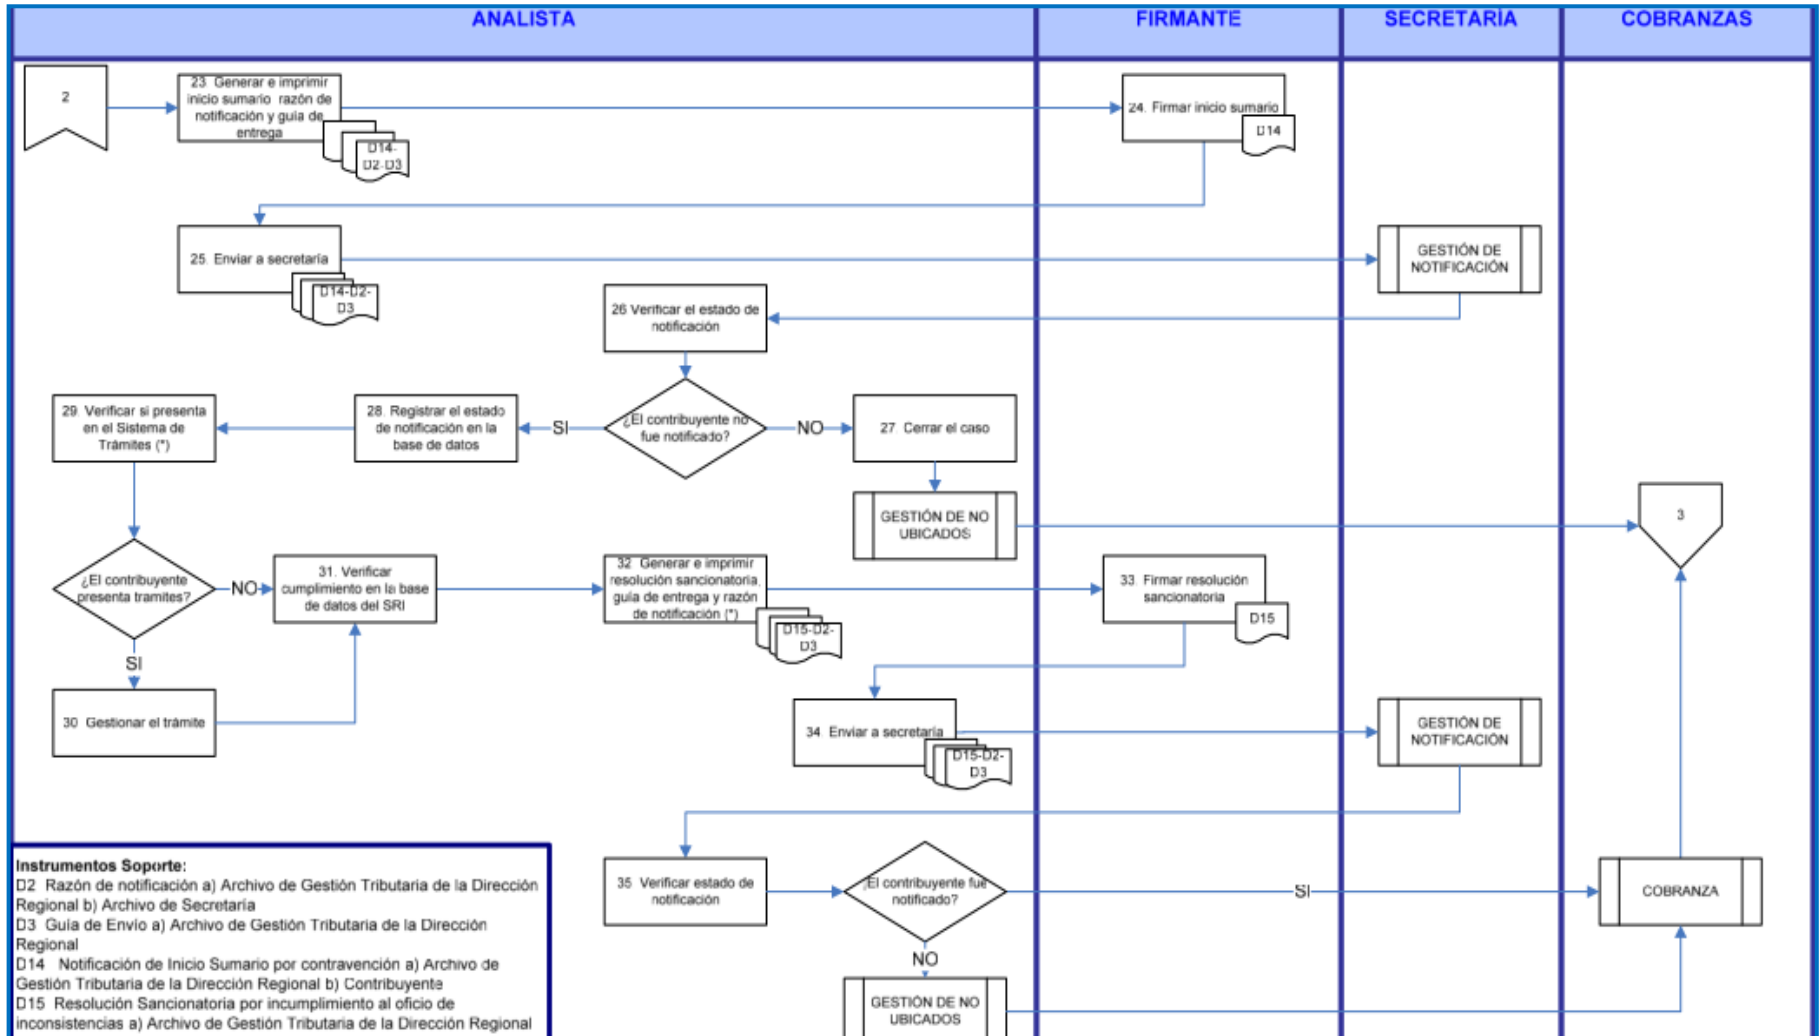 ANALISTA
FIRMANTE
SECRETARÍA
COBRANZAS
2
23 Generar e imprimir
inicio sumario razón de
notificación y guía de
entrega
D14-
D2-D3
24. Firmar inicio sumario
D14
25. Enviar a secretaría
D14-D2-
D3
GESTIÓN DE
NOTIFICACIÓN
26 Verificar el estado de
notificación
¿El contribuyente no
fue notificado?
SI
NO
29. Verificar si presenta
en el Sistema de
Trámites (*)
28. Registrar el estado
de notificación en la
base de datos
27. Cerrar el caso
GESTIÓN DE NO
UBICADOS
3
¿El contribuyente
presenta tramites?
NO
SI
31. Verificar
cumplimiento en la base
de datos del SRI
32 Generar e imprimir
resolución sancionatoria,
guía de entrega y razón
de notificación (*)
D15-D2-
D3
33. Firmar resolución
sancionatoria
D15
30 Gestionar el trámite
34. Enviar a secretaría
D15-D2-
D3
GESTIÓN DE
NOTIFICACIÓN
35 Verificar estado de
notificación
¿El contribuyente fue
notificado?
SI
NO
COBRANZA
GESTIÓN DE NO
UBICADOS
Instrumentos Soporte:
D2 Razón de notificación a) Archivo de Gestión Tributaria de la Dirección
Regional b) Archivo de Secretaría
D3 Guía de Envío a) Archivo de Gestión Tributaria de la Dirección
Regional
D14 Notificación de Inicio Sumario por contravención a) Archivo de
Gestión Tributaria de la Dirección Regional b) Contribuyente
D15 Resolución Sancionatoria por incumplimiento al oficio de
inconsistencias a) Archivo de Gestión Tributaria de la Dirección Regional